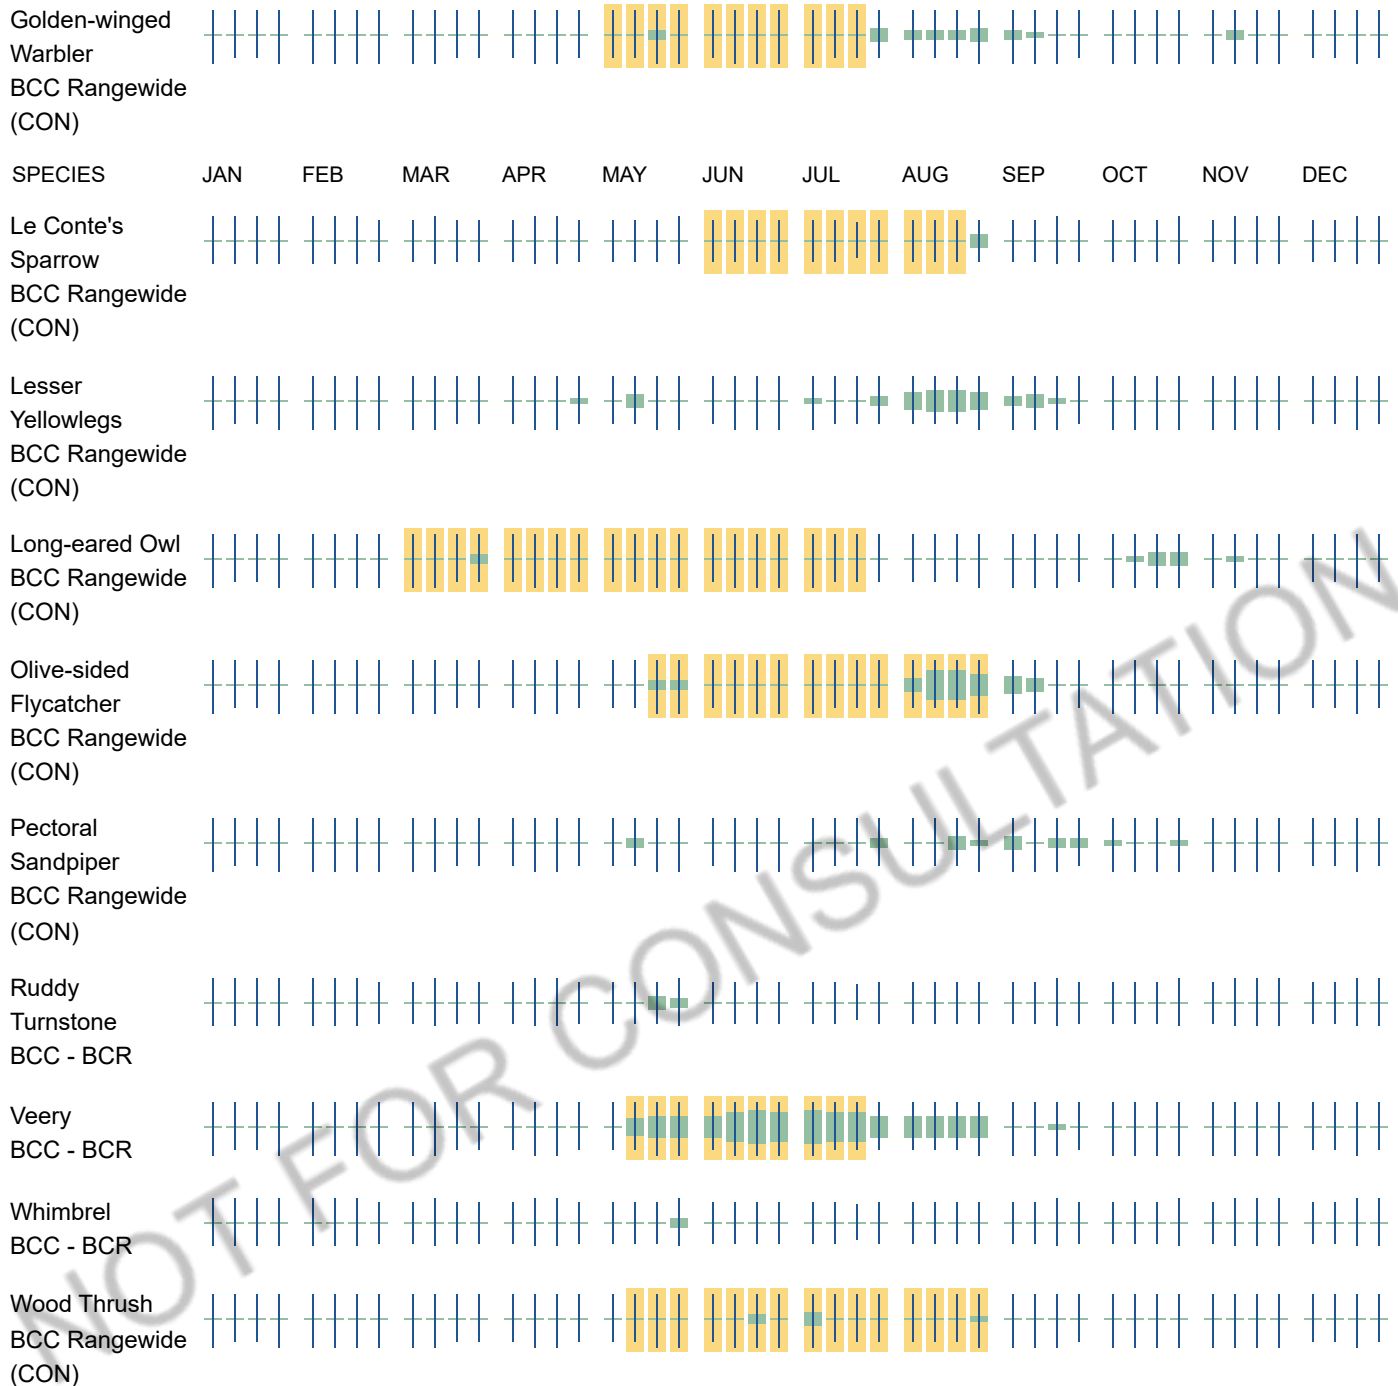 Golden-winged
Warbler
BCC Rangewide
(CON)
SPECIES JAN FEB MAR APR MAY JUN JUL AUG SEP OCT NOV DEC
Le Conte's
Sparrow
BCC Rangewide
(CON)
Lesser
Yellowlegs
BCC Rangewide
(CON)
Long-eared Owl
BCC Rangewide
(CON)
Olive-sided
Flycatcher
BCC Rangewide
(CON)
Pectoral
Sandpiper
BCC Rangewide
(CON)
Ruddy
Turnstone
BCC - BCR
Veery
BCC - BCR
Whimbrel
BCC - BCR
Wood Thrush
BCC Rangewide
(CON)
NOT FOR CONSULTATION